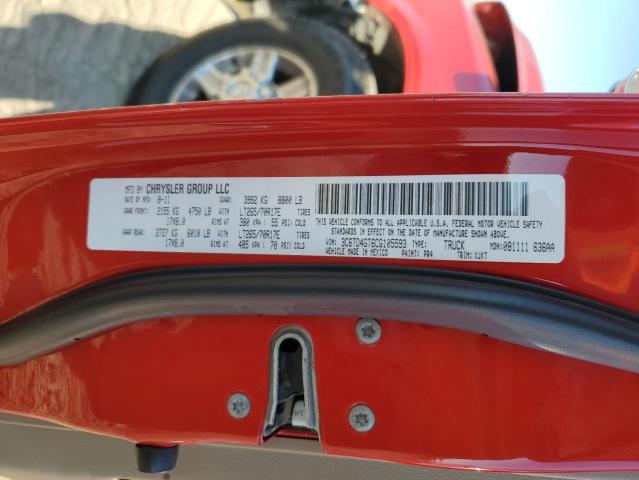 MFD BY CHRYSLER GROUP LLC
DATE OF MFR 8-11 GVWR: 3992 KG 8800 LB
GAWR FRONT: 2155 KG 4750 LB WITH LT265/70R17E TIRES
17X8.0 RIMS AT 380 KPA ( 55 PSI) COLD
GAWR REAR: 2727 KG 6010 LB WITH LT265/70R17E TIRES
17X8.0 RIMS AT 485 KPA ( 70 PSI) COLD
THIS VEHICLE CONFORMS TO ALL APPLICABLE U.S.A. FEDERAL MOTOR VEHICLE SAFETY
STANDARDS IN EFFECT ON THE DATE OF MANUFACTURE SHOWN ABOVE.
VIN: 3C6TD4GT6CG105593 TYPE: TRUCK MDH: 081111 636AA
VEHICLE MADE IN MEXICO PAINT: PR4 TRIM: XJKT